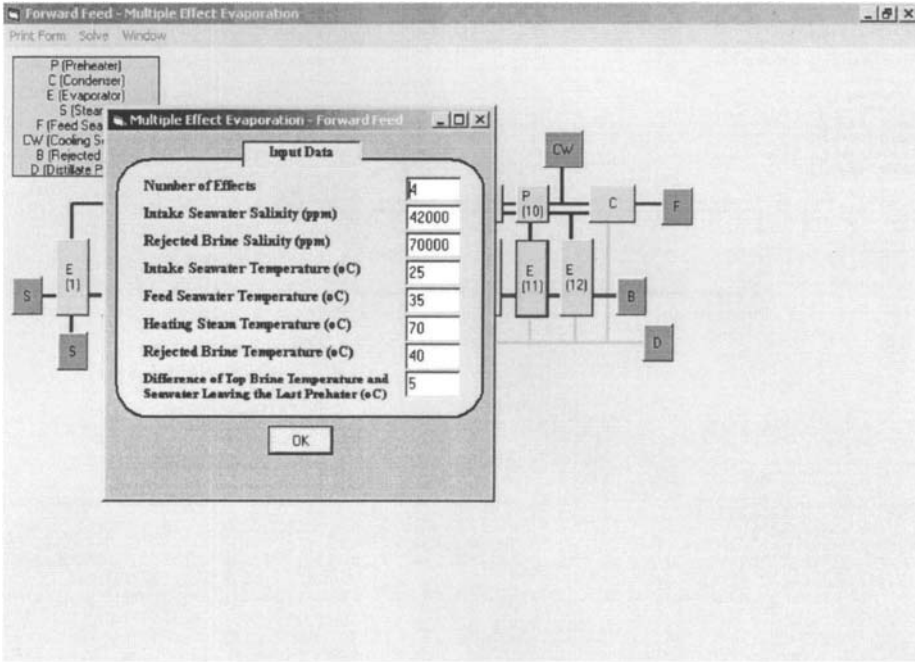 Forward Feed - Multiple Effect Evaporation
Print Form Solve Window
P (Preheater)
C (Condenser)
E (Evaporator)
S (Stear
F (Feed Sea
CW (Cooling S
B (Rejected
D (Distillate P
Multiple Effect Evaporation - Forward Feed
Input Data
Number of Effects 4
Intake Seawater Salinity (ppm) 42000
Rejected Brine Salinity (ppm) 70000
Intake Seawater Temperature (oC) 25
Feed Seawater Temperature (oC) 35
Heating Steam Temperature (oC) 70
Rejected Brine Temperature (oC) 40
Difference of Top Brine Temperature and
Seawater Leaving the Last Prehater (oC) 5
OK
S
E
(1)
S
CW
P
(10)
C
F
E
(11)
E
(12)
B
D